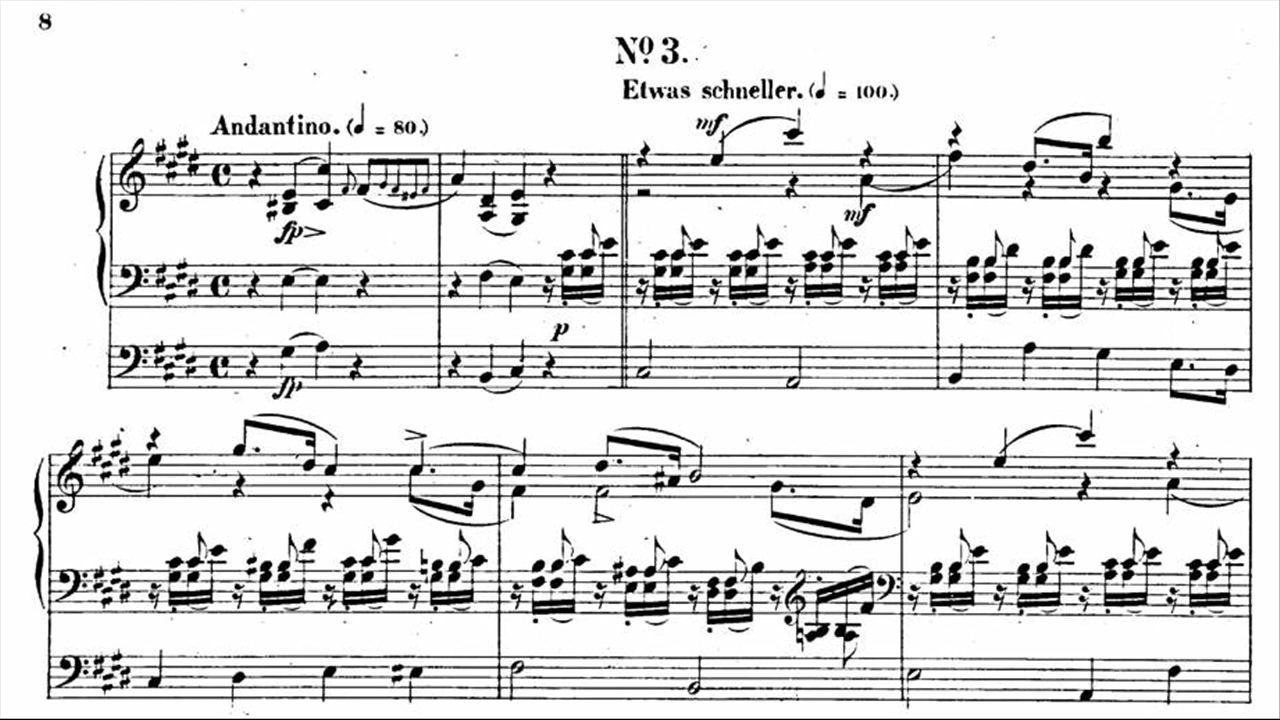 8
Nº 3.
Etwas schneller. (♩ = 100.)
Andantino. (♩ = 80.)
mf
fp
mf
p
fp